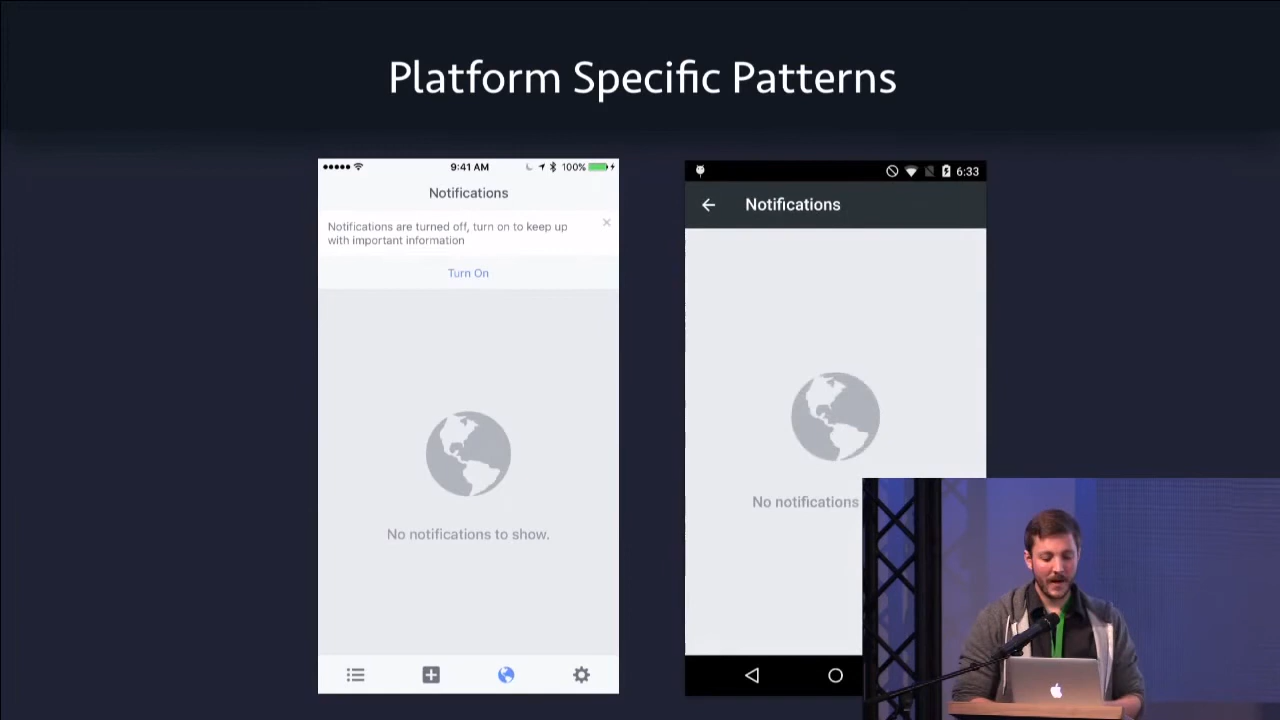 Platform Specific Patterns
9:41 AM
100%
Notifications
Notifications are turned off, turn on to keep up
with important information
Turn On
No notifications to show.
6:33
Notifications
No notifications